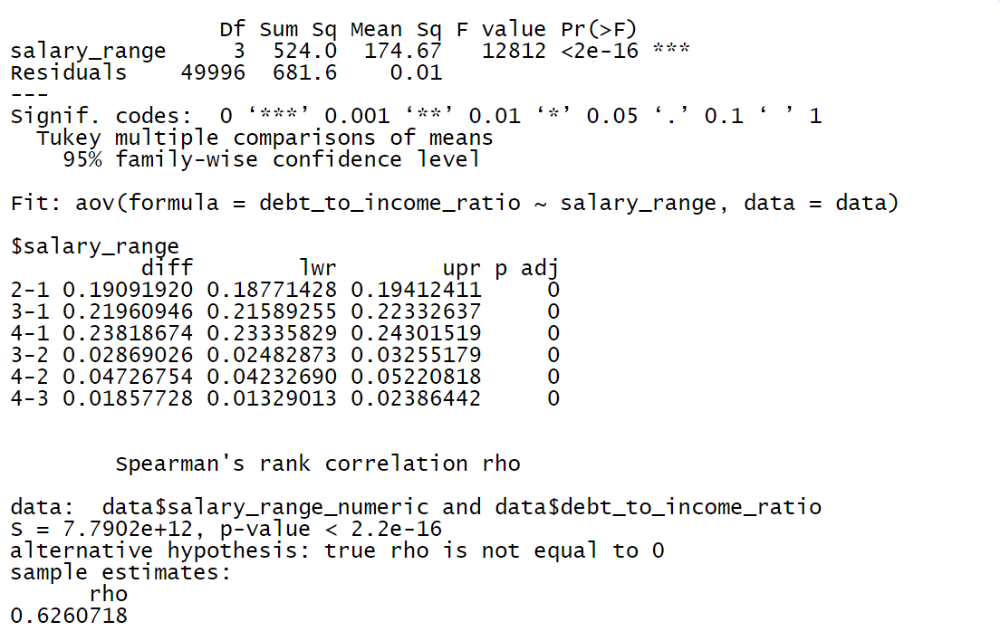 Df Sum Sq Mean Sq F value Pr(>F)
salary_range     3  524.0  174.67   12812 <2e-16 ***
Residuals    49996  681.6    0.01
---
Signif. codes:  0 ‘***’ 0.001 ‘**’ 0.01 ‘*’ 0.05 ‘.’ 0.1 ‘ ’ 1
  Tukey multiple comparisons of means
    95% family-wise confidence level

Fit: aov(formula = debt_to_income_ratio ~ salary_range, data = data)

$salary_range
          diff        lwr        upr p adj
2-1 0.19091920 0.18771428 0.19412411     0
3-1 0.21960946 0.21589255 0.22332637     0
4-1 0.23818674 0.23335829 0.24301519     0
3-2 0.02869026 0.02482873 0.03255179     0
4-2 0.04726754 0.04232690 0.05220818     0
4-3 0.01857728 0.01329013 0.02386442     0

        Spearman's rank correlation rho

data:  data$salary_range_numeric and data$debt_to_income_ratio
S = 7.7902e+12, p-value < 2.2e-16
alternative hypothesis: true rho is not equal to 0
sample estimates:
      rho
0.6260718